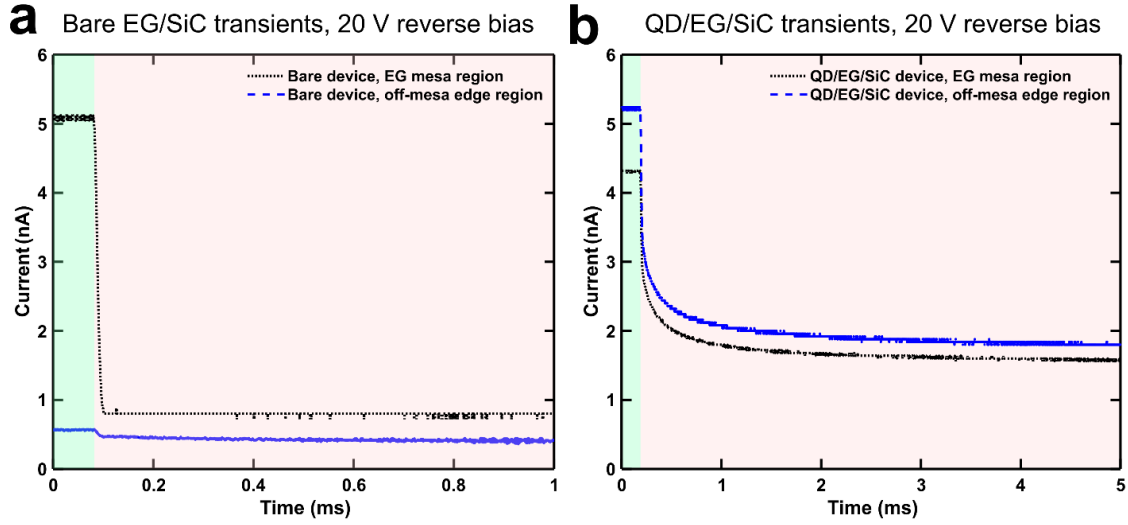 a Bare EG/SiC transients, 20 V reverse bias
6
5
4
3
2
1
0
Current (nA)
Bare device, EG mesa region
Bare device, off-mesa edge region
0 0.2 0.4 0.6 0.8 1
Time (ms)
b QD/EG/SiC transients, 20 V reverse bias
6
5
4
3
2
1
0
Current (nA)
QD/EG/SiC device, EG mesa region
QD/EG/SiC device, off-mesa edge region
0 1 2 3 4 5
Time (ms)